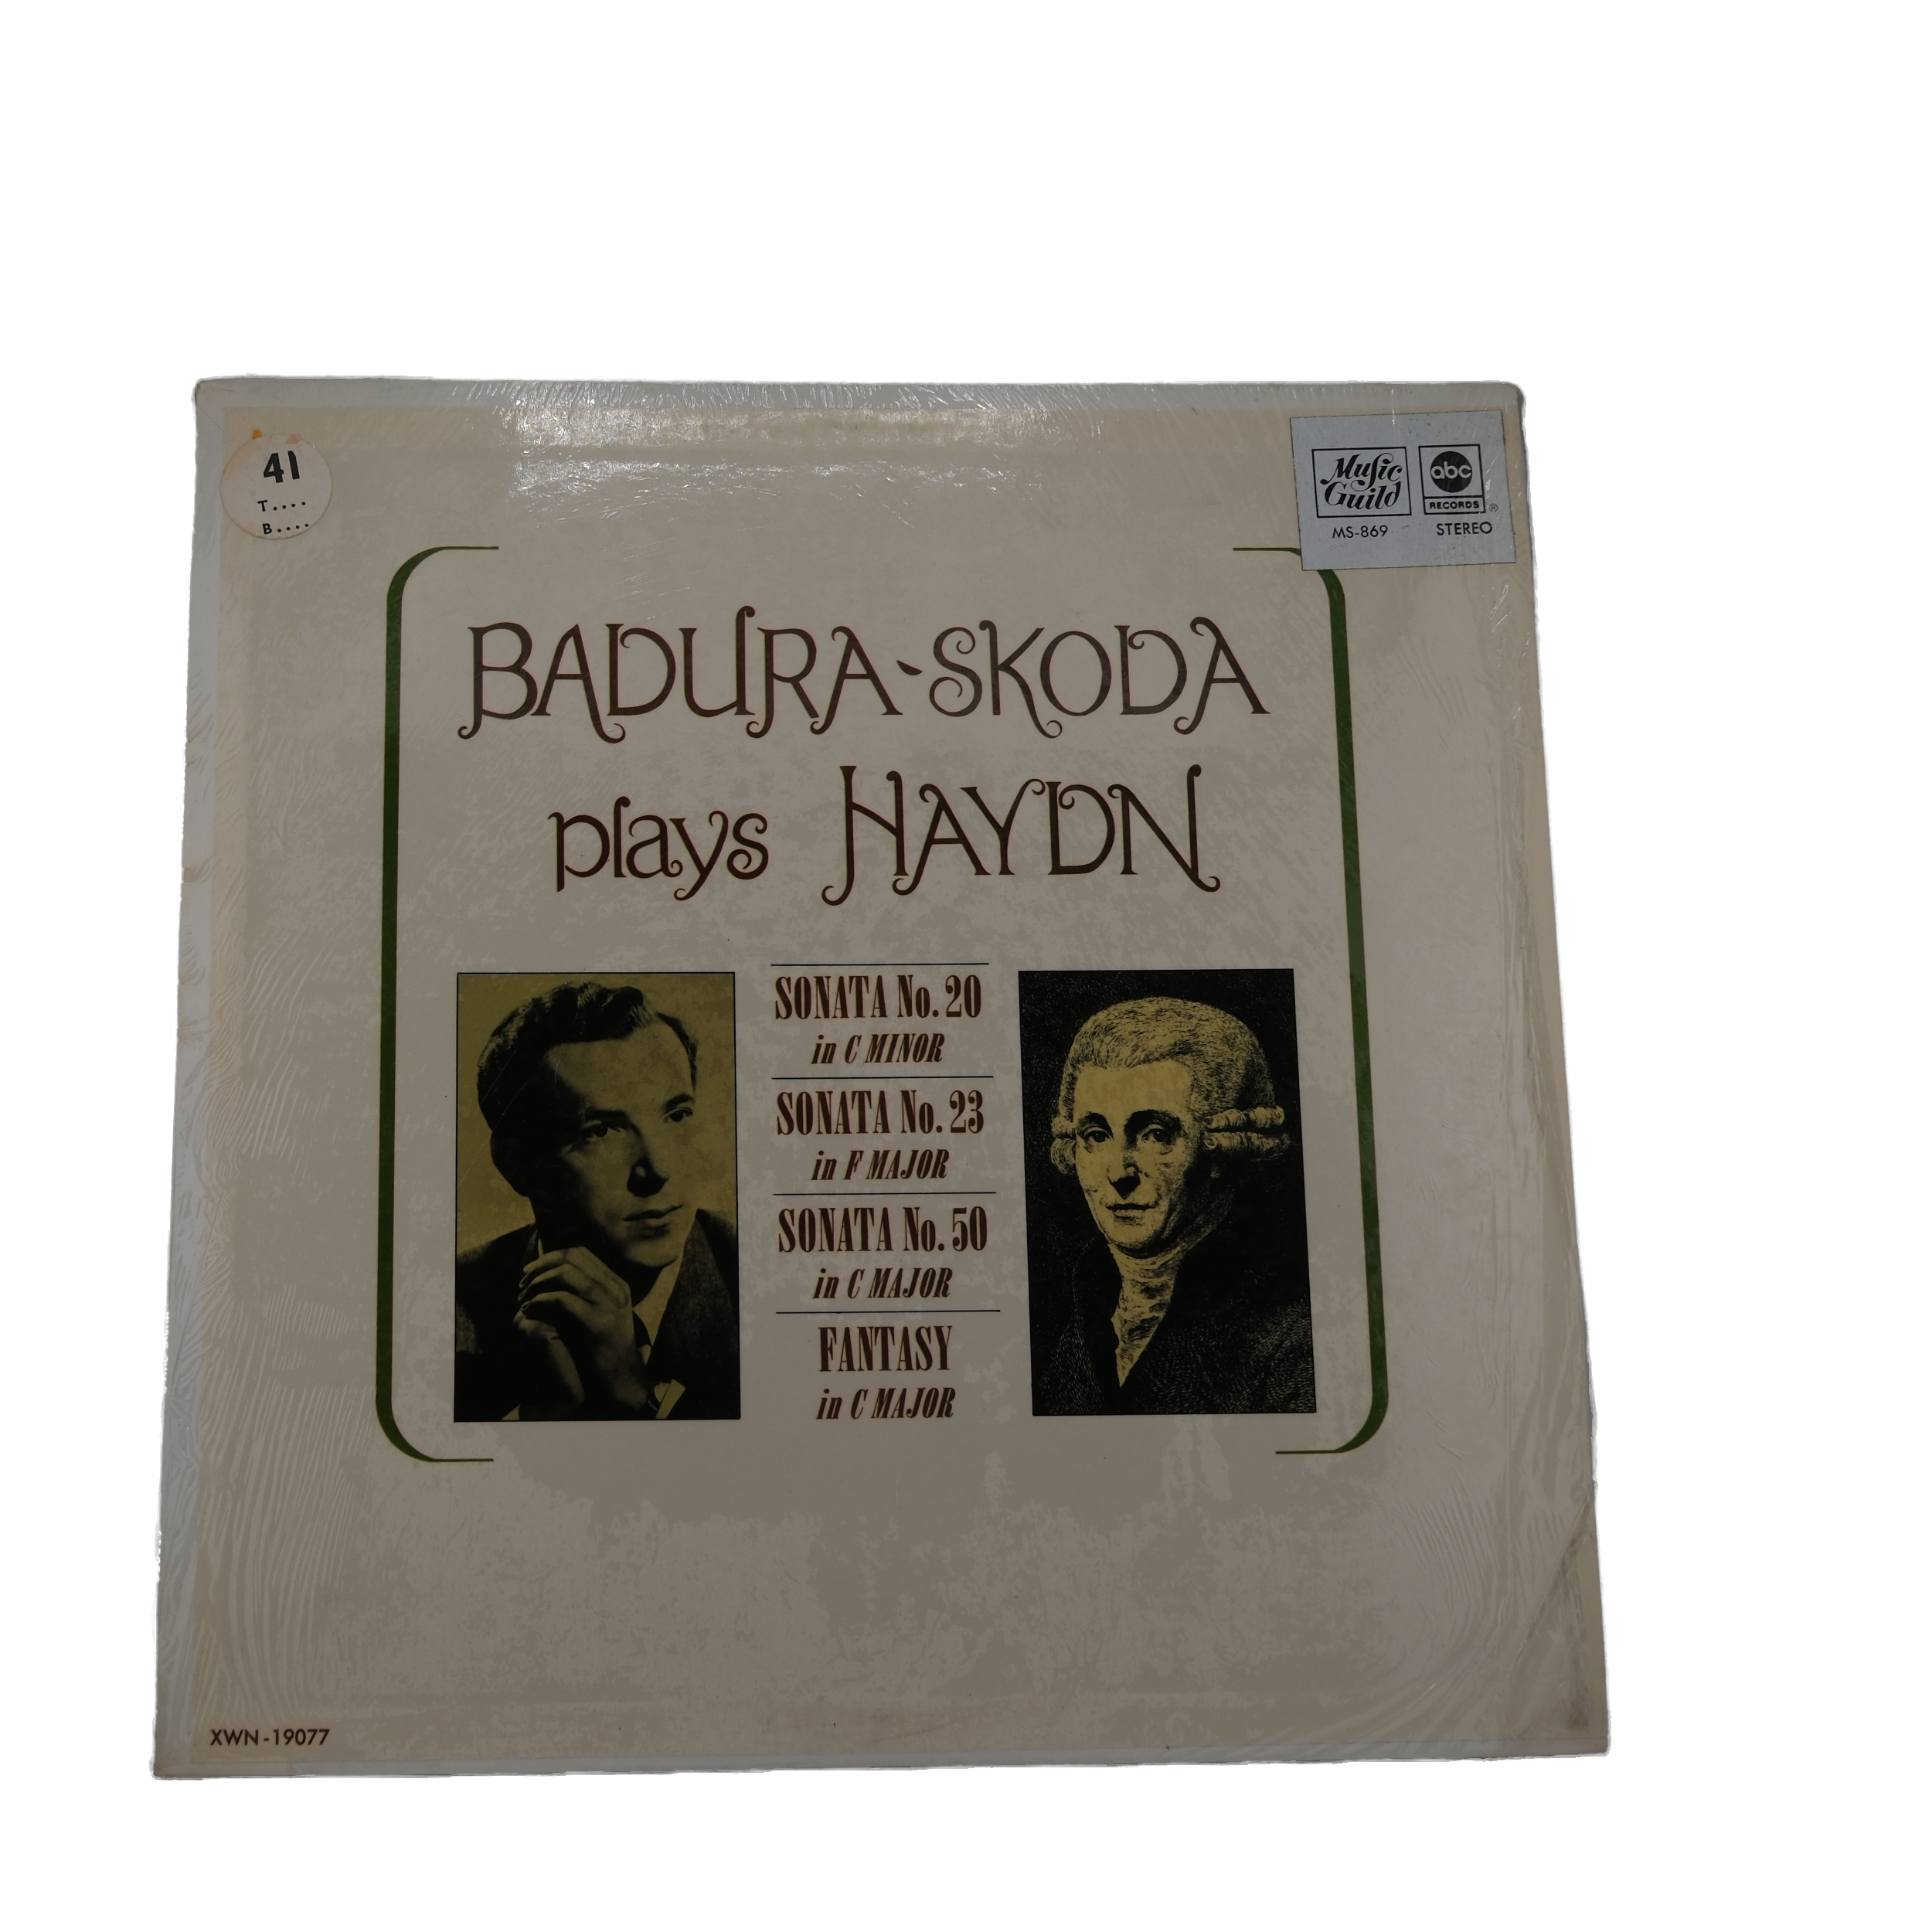 41
T....
B....
Music
Guild
abc
RECORDS ®
MS-869
STEREO
BADURA-SKODA
plays HAYDN
SONATA No. 20
in C MINOR
SONATA No. 23
in F MAJOR
SONATA No. 50
in C MAJOR
FANTASY
in C MAJOR
XWN-19077